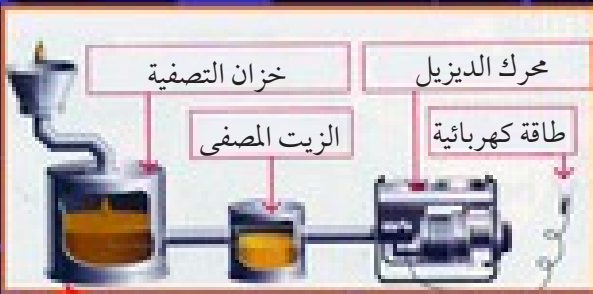 محرك الديزيل
خزان التصفية
طاقة كهربائية
الزيت المصفى